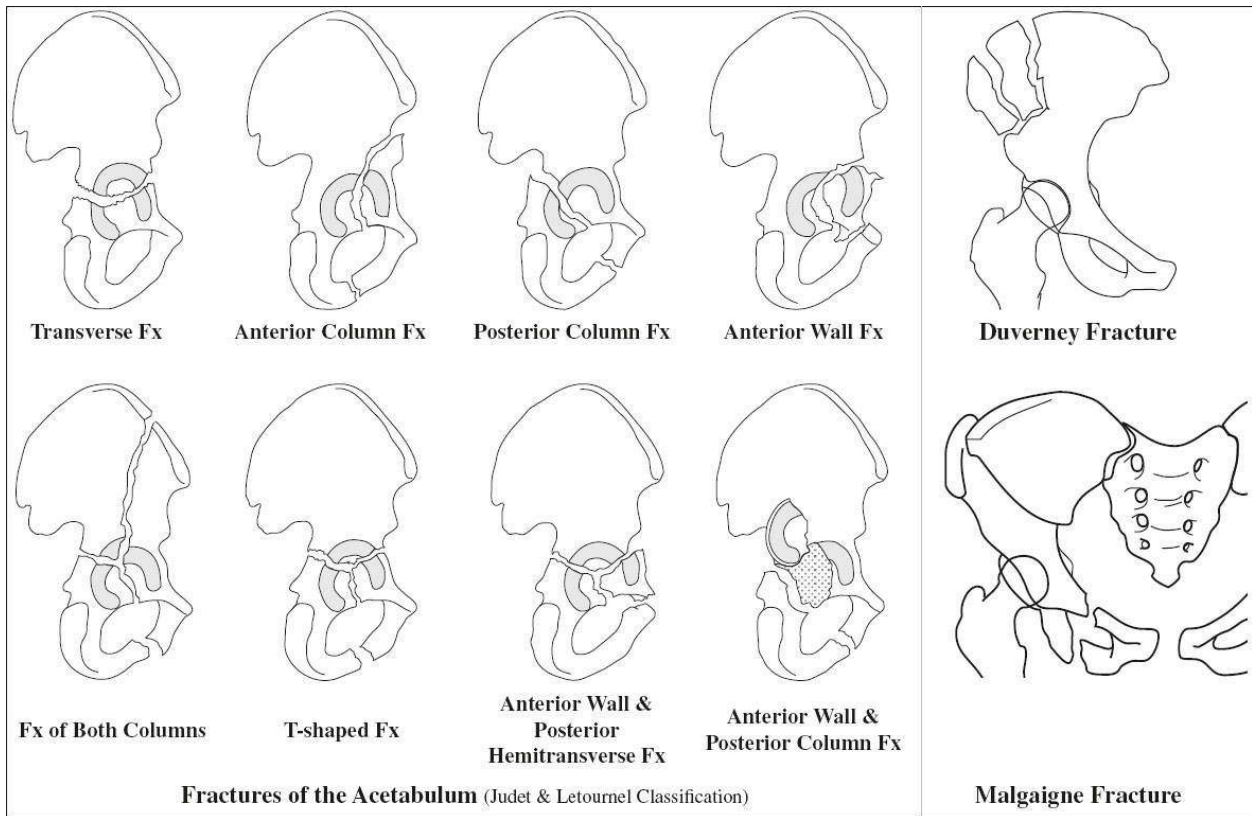 Transverse Fx
Anterior Column Fx
Posterior Column Fx
Anterior Wall Fx
Duverney Fracture
Fx of Both Columns
T-shaped Fx
Anterior Wall &
Posterior
Hemitransverse Fx
Anterior Wall &
Posterior Column Fx
Fractures of the Acetabulum (Judet & Letournel Classification)
Malgaigne Fracture